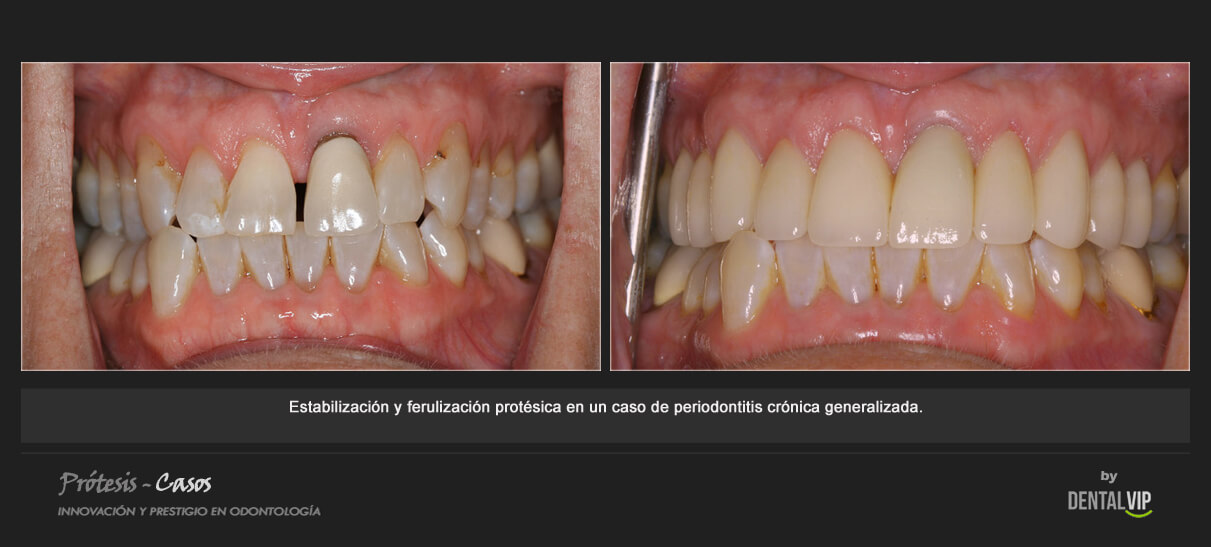 Estabilización y ferulización protésica en un caso de periodontitis crónica generalizada.
Prótesis - Casos
INNOVACIÓN Y PRESTIGIO EN ODONTOLOGÍA
by
DENTALVIP